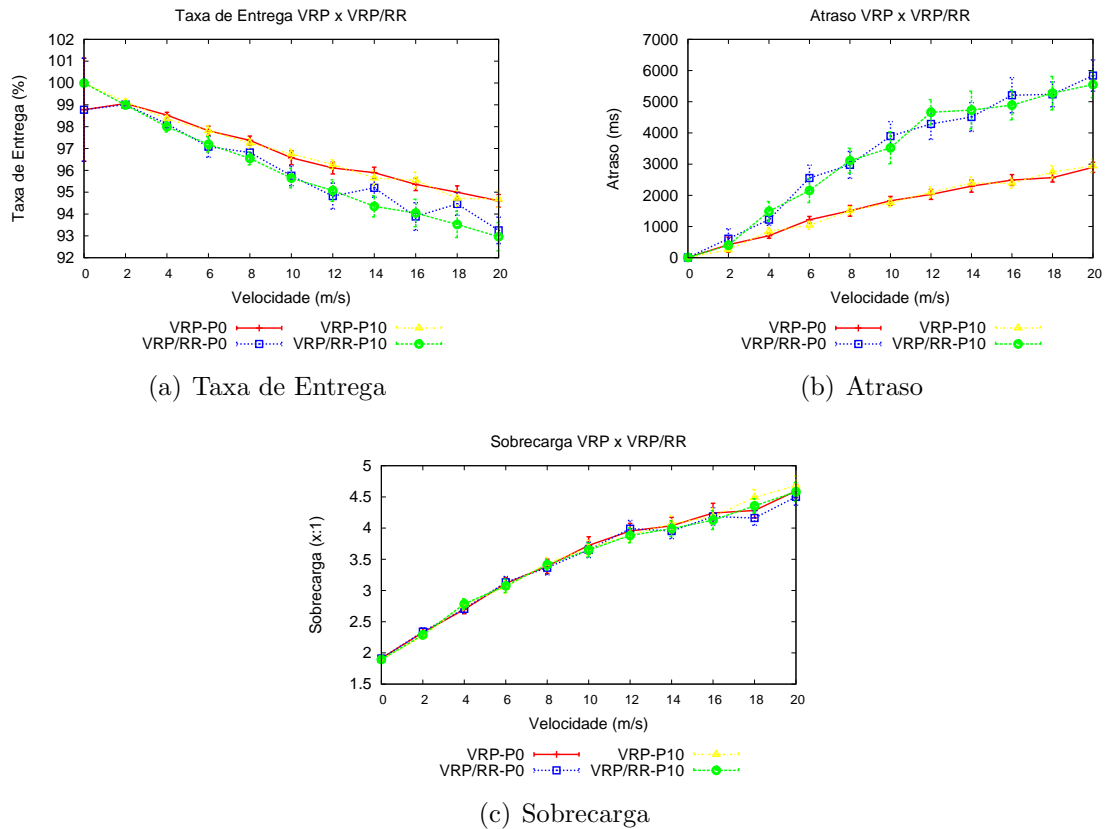 Taxa de Entrega VRP x VRP/RR
Taxa de Entrega (%)
102
101
100
99
98
97
96
95
94
93
92
0 2 4 6 8 10 12 14 16 18 20
Velocidade (m/s)
VRP-P0 VRP-P10
VRP/RR-P0 VRP/RR-P10
(a) Taxa de Entrega
Atraso VRP x VRP/RR
Atraso (ms)
7000
6000
5000
4000
3000
2000
1000
0
0 2 4 6 8 10 12 14 16 18 20
Velocidade (m/s)
VRP-P0 VRP-P10
VRP/RR-P0 VRP/RR-P10
(b) Atraso
Sobrecarga VRP x VRP/RR
Sobrecarga (x:1)
5
4.5
4
3.5
3
2.5
2
1.5
0 2 4 6 8 10 12 14 16 18 20
Velocidade (m/s)
VRP-P0 VRP-P10
VRP/RR-P0 VRP/RR-P10
(c) Sobrecarga